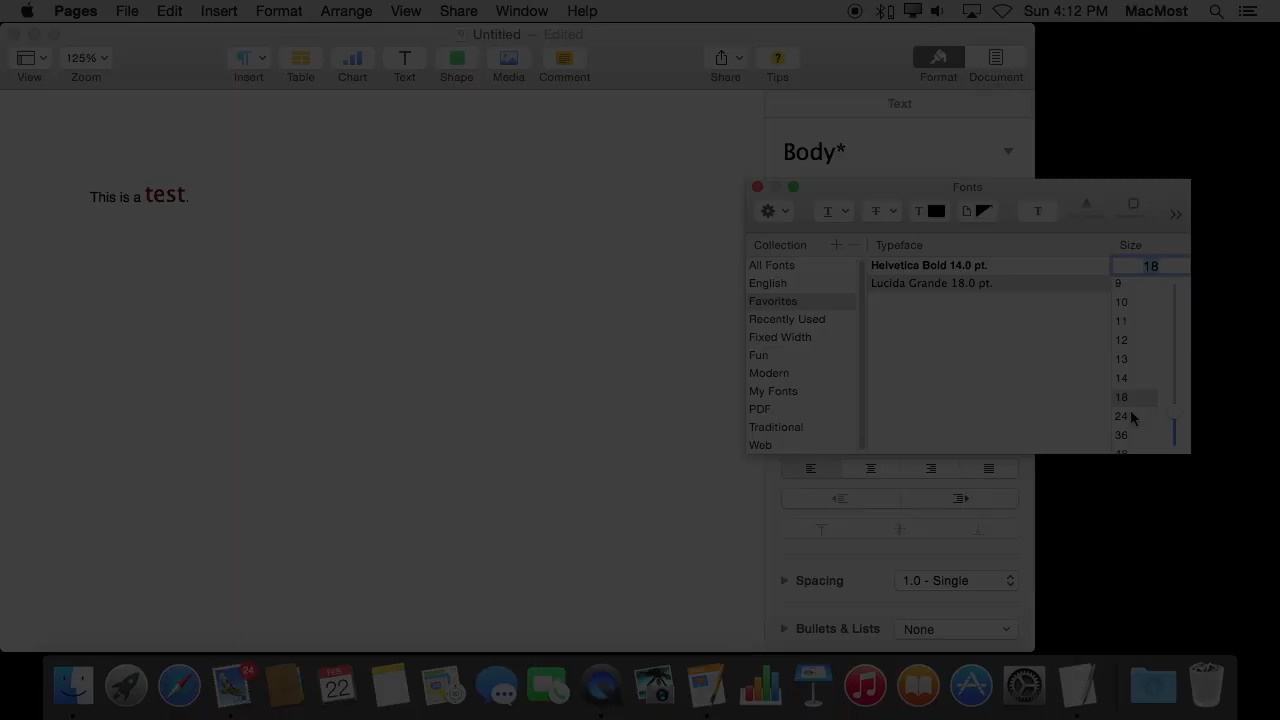 Pages File Edit Insert Format Arrange View Share Window Help Sun 4:12 PM MacMost
Untitled — Edited
125%
View Zoom Insert Table Chart Text Shape Media Comment Share Tips Format Document
Text
Body*
This is a test.
Fonts
T T T T
Collection + − Typeface Size
All Fonts Helvetica Bold 14.0 pt. 18
English Lucida Grande 18.0 pt. 9
Favorites 10
Recently Used 11
Fixed Width 12
Fun 13
Modern 14
My Fonts 18
PDF 24
Traditional 36
Web
Spacing 1.0 - Single
Bullets & Lists None
24
FEB
22